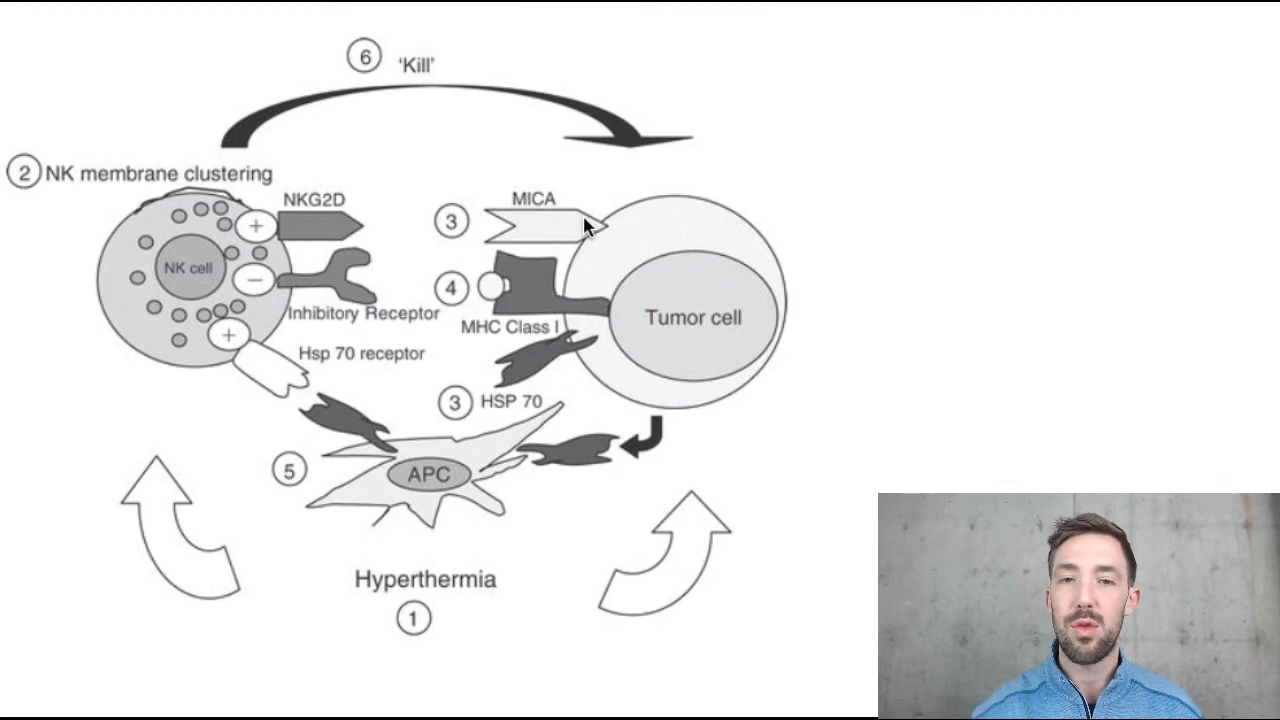 6 'Kill'
2 NK membrane clustering
NKG2D
MICA
+
3
NK cell
−
4
Inhibitory Receptor
Tumor cell
MHC Class I
+
Hsp 70 receptor
3 HSP 70
5
APC
Hyperthermia
1